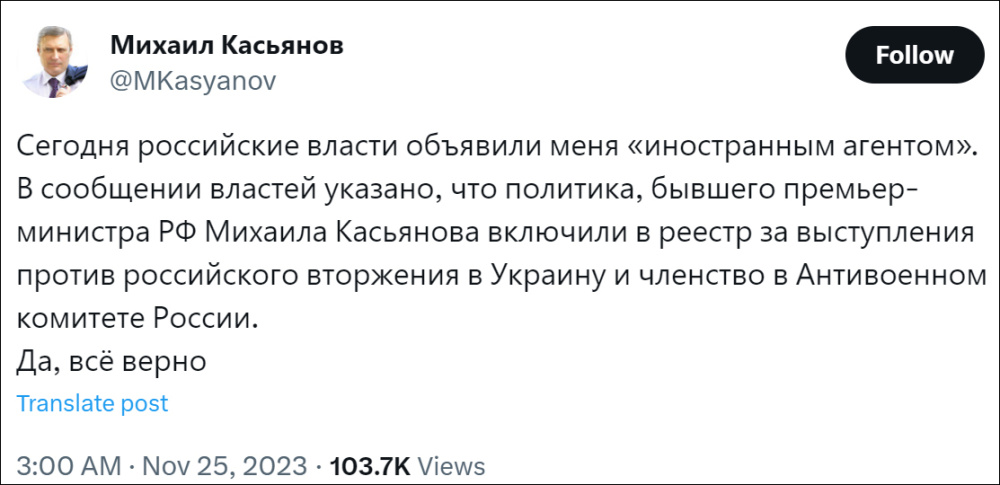 Михаил Касьянов
@MKasyanov
Follow
Сегодня российские власти объявили меня «иностранным агентом».
В сообщении властей указано, что политика, бывшего премьер-
министра РФ Михаила Касьянова включили в реестр за выступления
против российского вторжения в Украину и членство в Антивоенном
комитете России.
Да, всё верно
Translate post
3:00 AM · Nov 25, 2023 · 103.7K Views